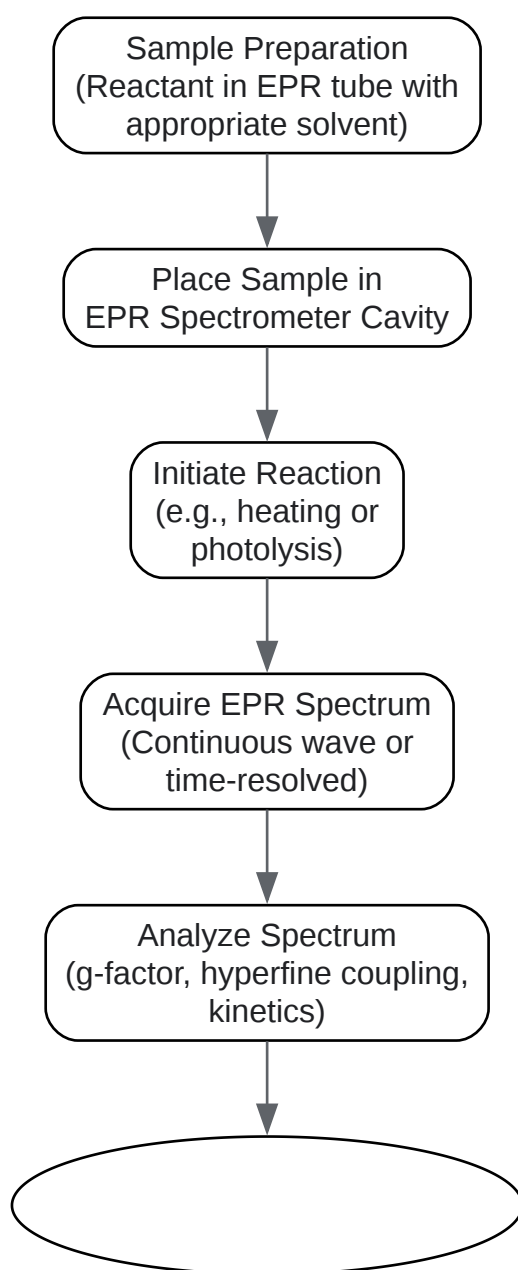 Sample Preparation
(Reactant in EPR tube with
appropriate solvent)
Place Sample in
EPR Spectrometer Cavity
Initiate Reaction
(e.g., heating or
photolysis)
Acquire EPR Spectrum
(Continuous wave or
time-resolved)
Analyze Spectrum
(g-factor, hyperfine coupling,
kinetics)